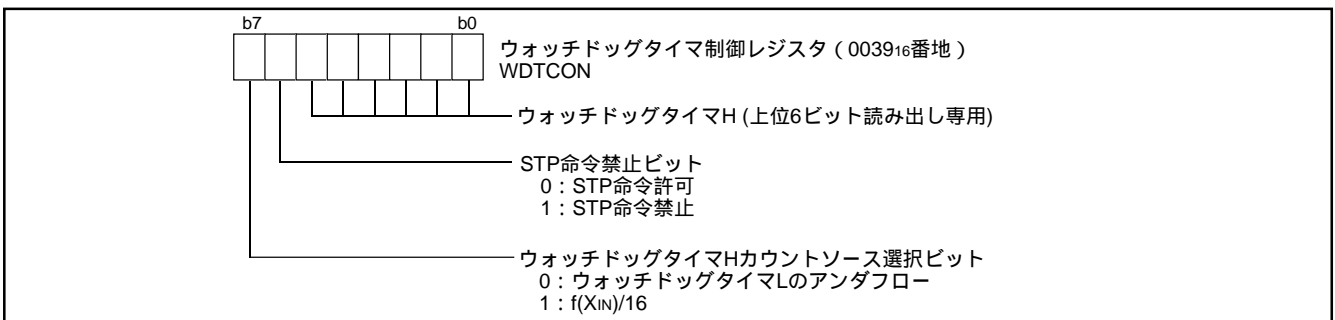 b7 b0
ウォッチドッグタイマ制御レジスタ(003916番地)
WDTCON
ウォッチドッグタイマH (上位6ビット読み出し専用)
STP命令禁止ビット
0:STP命令許可
1:STP命令禁止
ウォッチドッグタイマHカウントソース選択ビット
0:ウォッチドッグタイマLのアンダフロー
1:f(XIN)/16